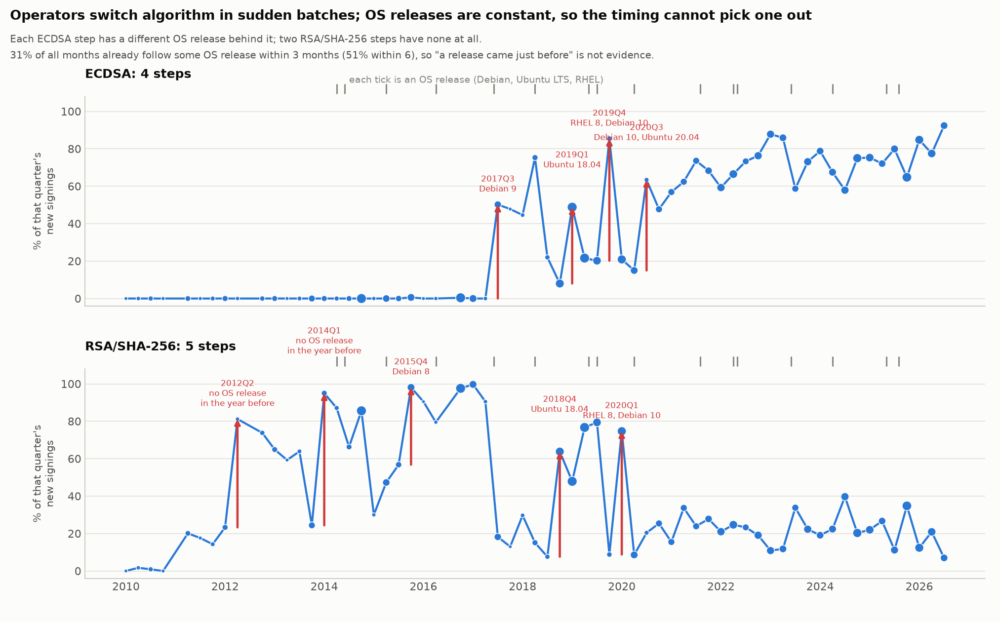 Operators switch algorithm in sudden batches; OS releases are constant, so the timing cannot pick one out
Each ECDSA step has a different OS release behind it; two RSA/SHA-256 steps have none at all.
31% of all months already follow some OS release within 3 months (51% within 6), so "a release came just before" is not evidence.
ECDSA: 4 steps
each tick is an OS release (Debian, Ubuntu LTS, RHEL)
% of that quarter's
new signings
100
80
60
40
20
0
2017Q3
Debian 9
2019Q1
Ubuntu 18.04
2019Q4
RHEL 8, Debian 10
2020Q3
Debian 10, Ubuntu 20.04
RSA/SHA-256: 5 steps
% of that quarter's
new signings
100
80
60
40
20
0
2012Q2
no OS release
in the year before
2014Q1
no OS release
in the year before
2015Q4
Debian 8
2018Q4
Ubuntu 18.04
2020Q1
RHEL 8, Debian 10
2010
2012
2014
2016
2018
2020
2022
2024
2026